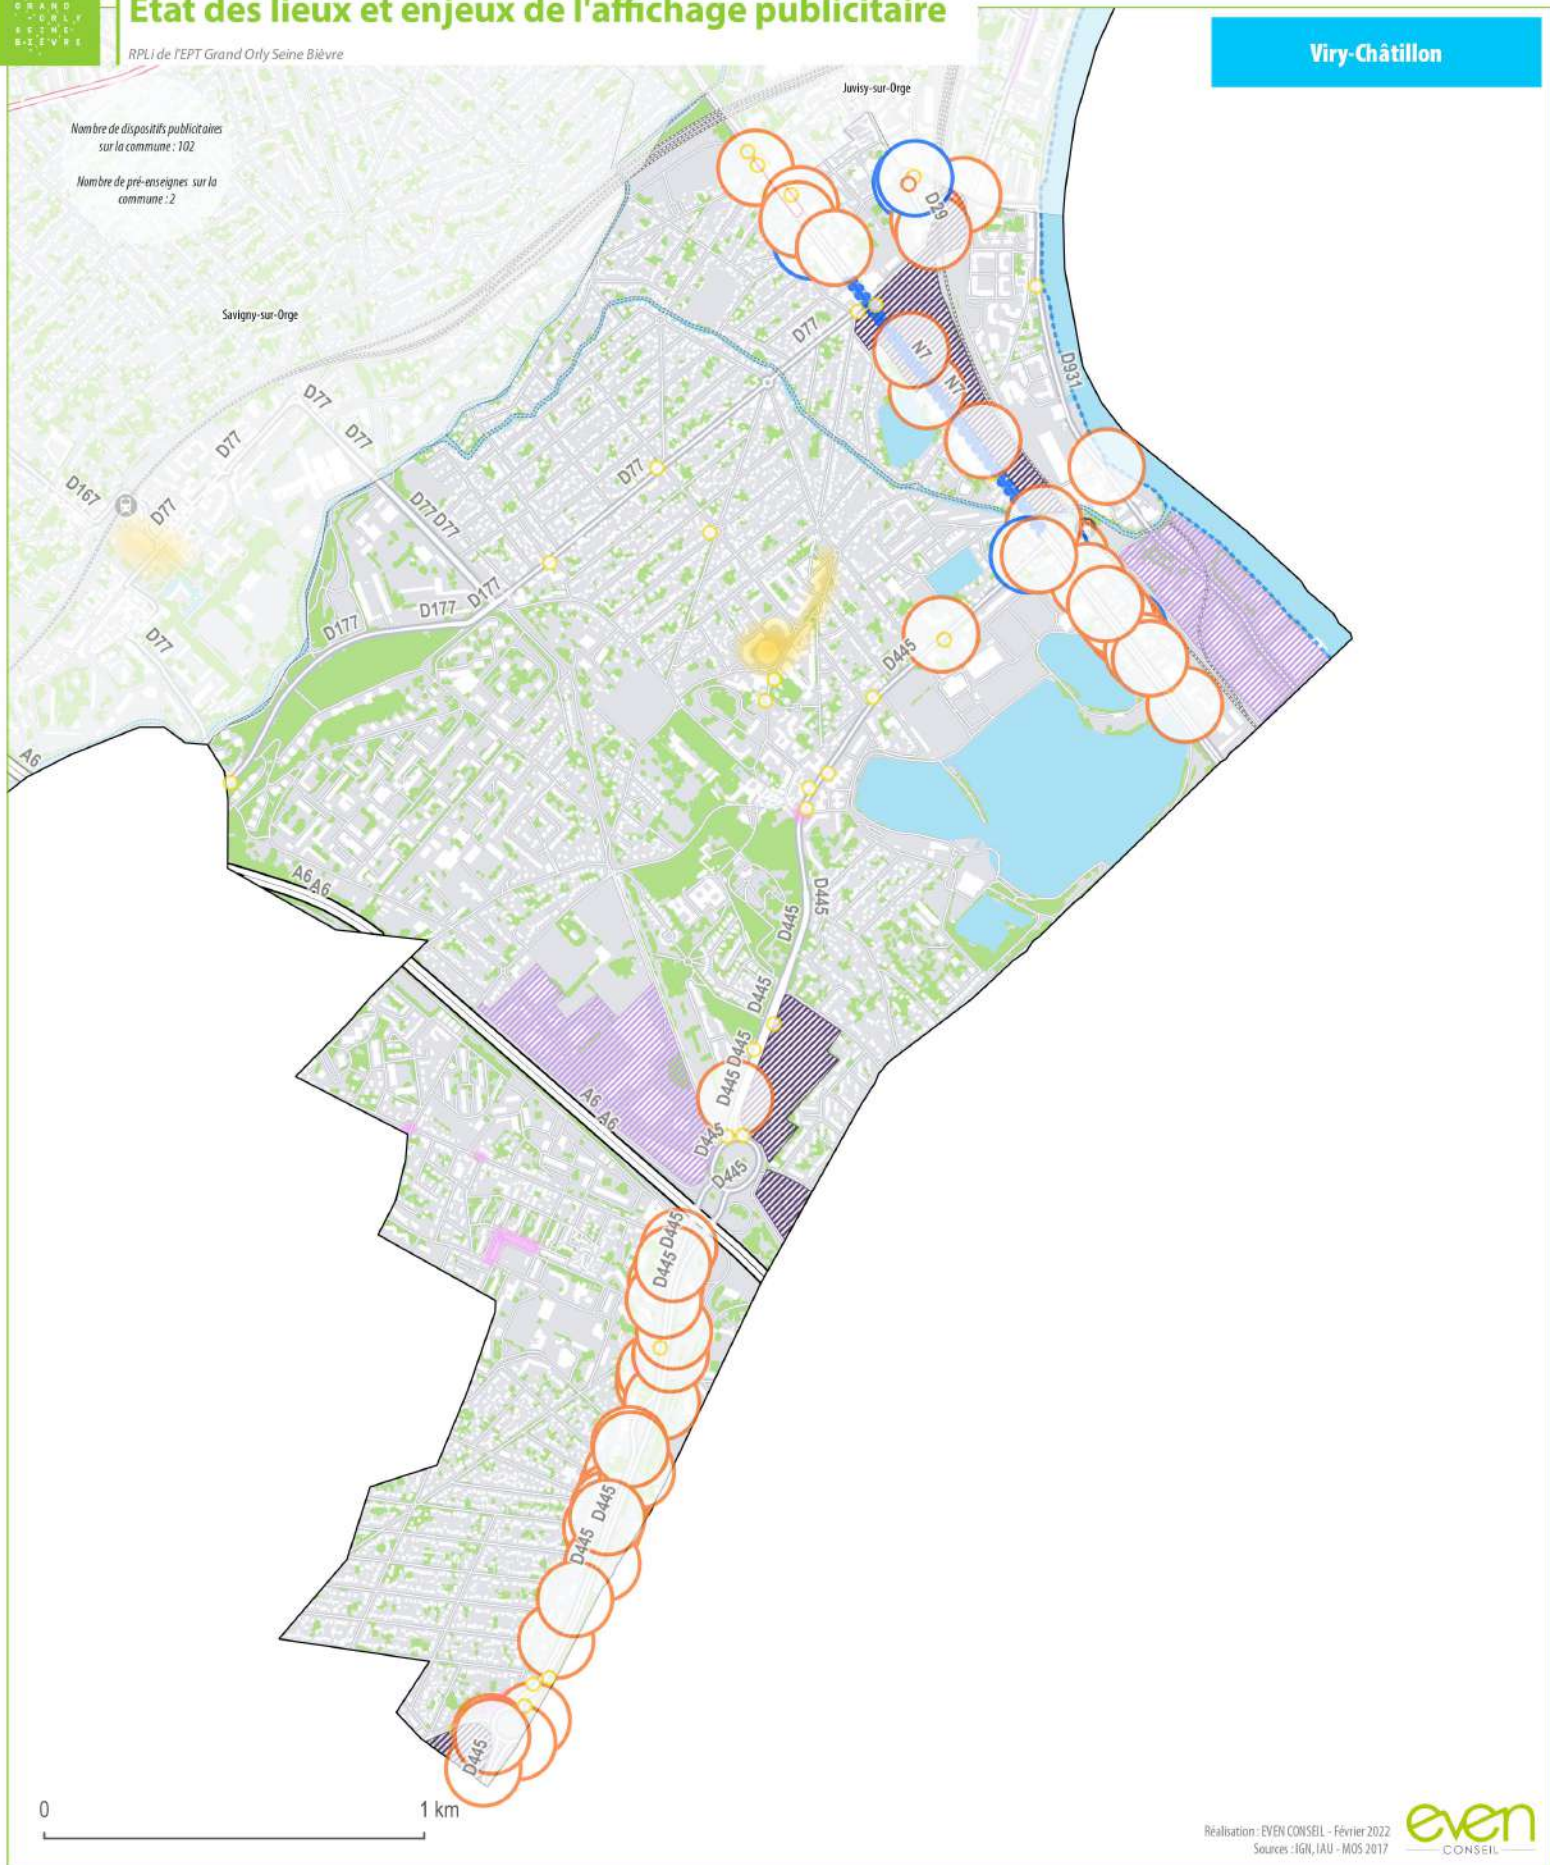 GRAND
ORLY
SEINE
BIÈVRE
Etat des lieux et enjeux de l'affichage publicitaire
RPLi de l'EPT Grand Orly Seine Bièvre
Viry-Châtillon
Nombre de dispositifs publicitaires
sur la commune : 102
Nombre de pré-enseignes sur la
commune : 2
Juvisy-sur-Orge
D29
Savigny-sur-Orge
D77
N7
N7
D931
D77
D77
D77
D77
D167
D77
D77 D77
D177
D177
D177
D77
D445
A6
A6 A6
D445
D445
D445
D445
D445
A6 A6
D445
D445
D445
D445
D445
D445
D445
0
1 km
Réalisation : EVEN CONSEIL - Février 2022
Sources : IGN, IAU - MOS 2017
even
CONSEIL